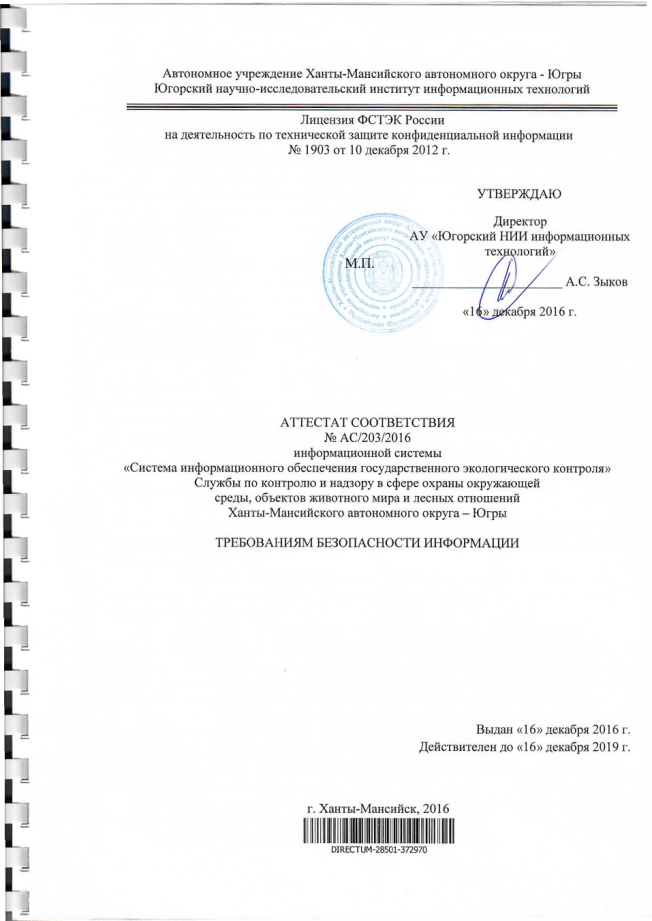 Автономное учреждение Ханты-Мансийского автономного округа - Югры
Югорский научно-исследовательский институт информационных технологий
Лицензия ФСТЭК России
на деятельность по технической защите конфиденциальной информации
№ 1903 от 10 декабря 2012 г.
УТВЕРЖДАЮ
Директор
АУ «Югорский НИИ информационных
технологий»
М.П.
А.С. Зыков
«16» декабря 2016 г.
АТТЕСТАТ СООТВЕТСТВИЯ
№ АС/203/2016
информационной системы
«Система информационного обеспечения государственного экологического контроля»
Службы по контролю и надзору в сфере охраны окружающей
среды, объектов животного мира и лесных отношений
Ханты-Мансийского автономного округа – Югры
ТРЕБОВАНИЯМ БЕЗОПАСНОСТИ ИНФОРМАЦИИ
Выдан «16» декабря 2016 г.
Действителен до «16» декабря 2019 г.
г. Ханты-Мансийск, 2016
DIRECTUM-28501-372970